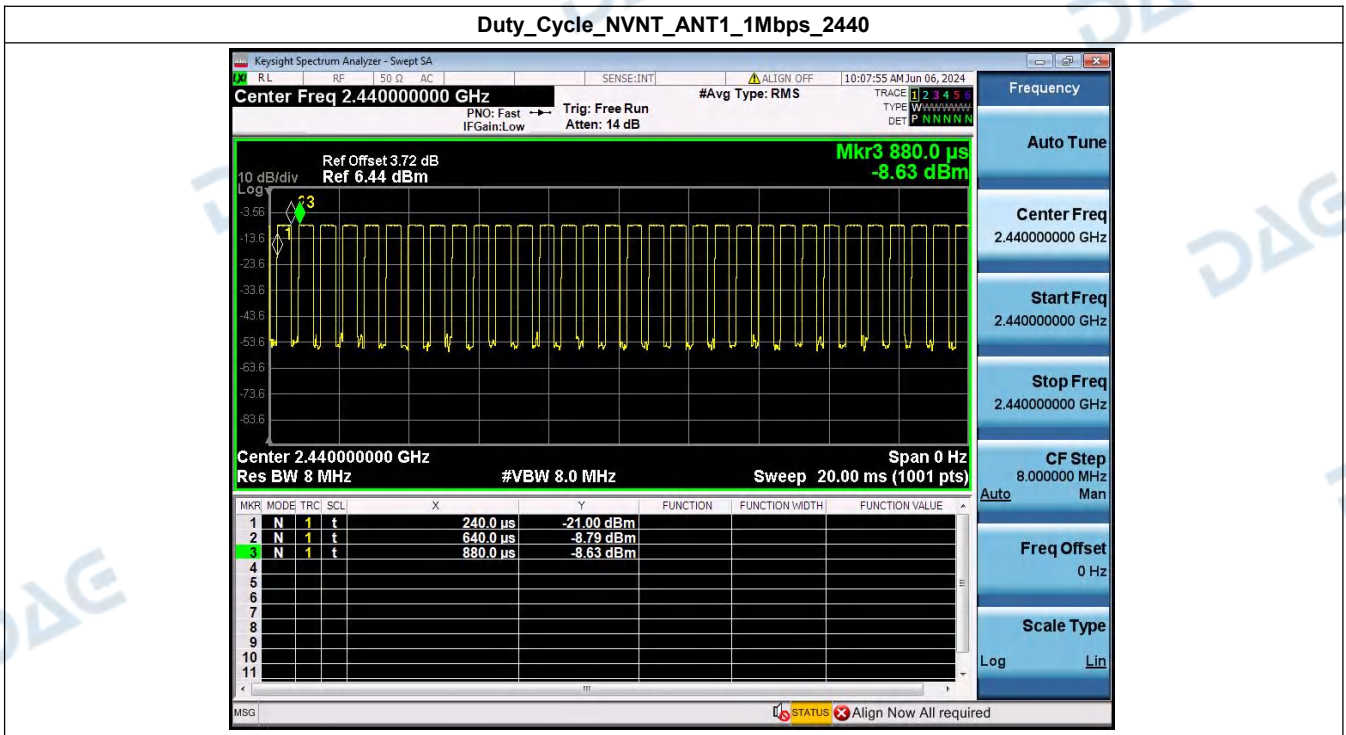 Duty_Cycle_NVNT_ANT1_1Mbps_2440
Keysight Spectrum Analyzer - Swept SA
LXI RL RF 50 Ω AC SENSE:INT ALIGN OFF 10:07:55 AM Jun 06, 2024
Center Freq 2.440000000 GHz
#Avg Type: RMS
PNO: Fast
IFGain:Low
Trig: Free Run
Atten: 14 dB
TRACE 1 2 3 4 5 6
TYPE W
DET P N N N N N
Mkr3 880.0 µs
-8.63 dBm
Ref Offset 3.72 dB
10 dB/div Ref 6.44 dBm
Log
-3.56
-13.6
-23.6
-33.6
-43.6
-53.6
-63.6
-73.6
-83.6
1
3
Center 2.440000000 GHz Span 0 Hz
Res BW 8 MHz #VBW 8.0 MHz Sweep 20.00 ms (1001 pts)
MKR MODE TRC SCL X Y FUNCTION FUNCTION WIDTH FUNCTION VALUE
1 N 1 t 240.0 µs -21.00 dBm
2 N 1 t 640.0 µs -8.79 dBm
3 N 1 t 880.0 µs -8.63 dBm
4
5
6
7
8
9
10
11
MSG STATUS Align Now All required
Frequency
Auto Tune
Center Freq
2.440000000 GHz
Start Freq
2.440000000 GHz
Stop Freq
2.440000000 GHz
CF Step
8.000000 MHz
Auto Man
Freq Offset
0 Hz
Scale Type
Log Lin
DAG
DAG